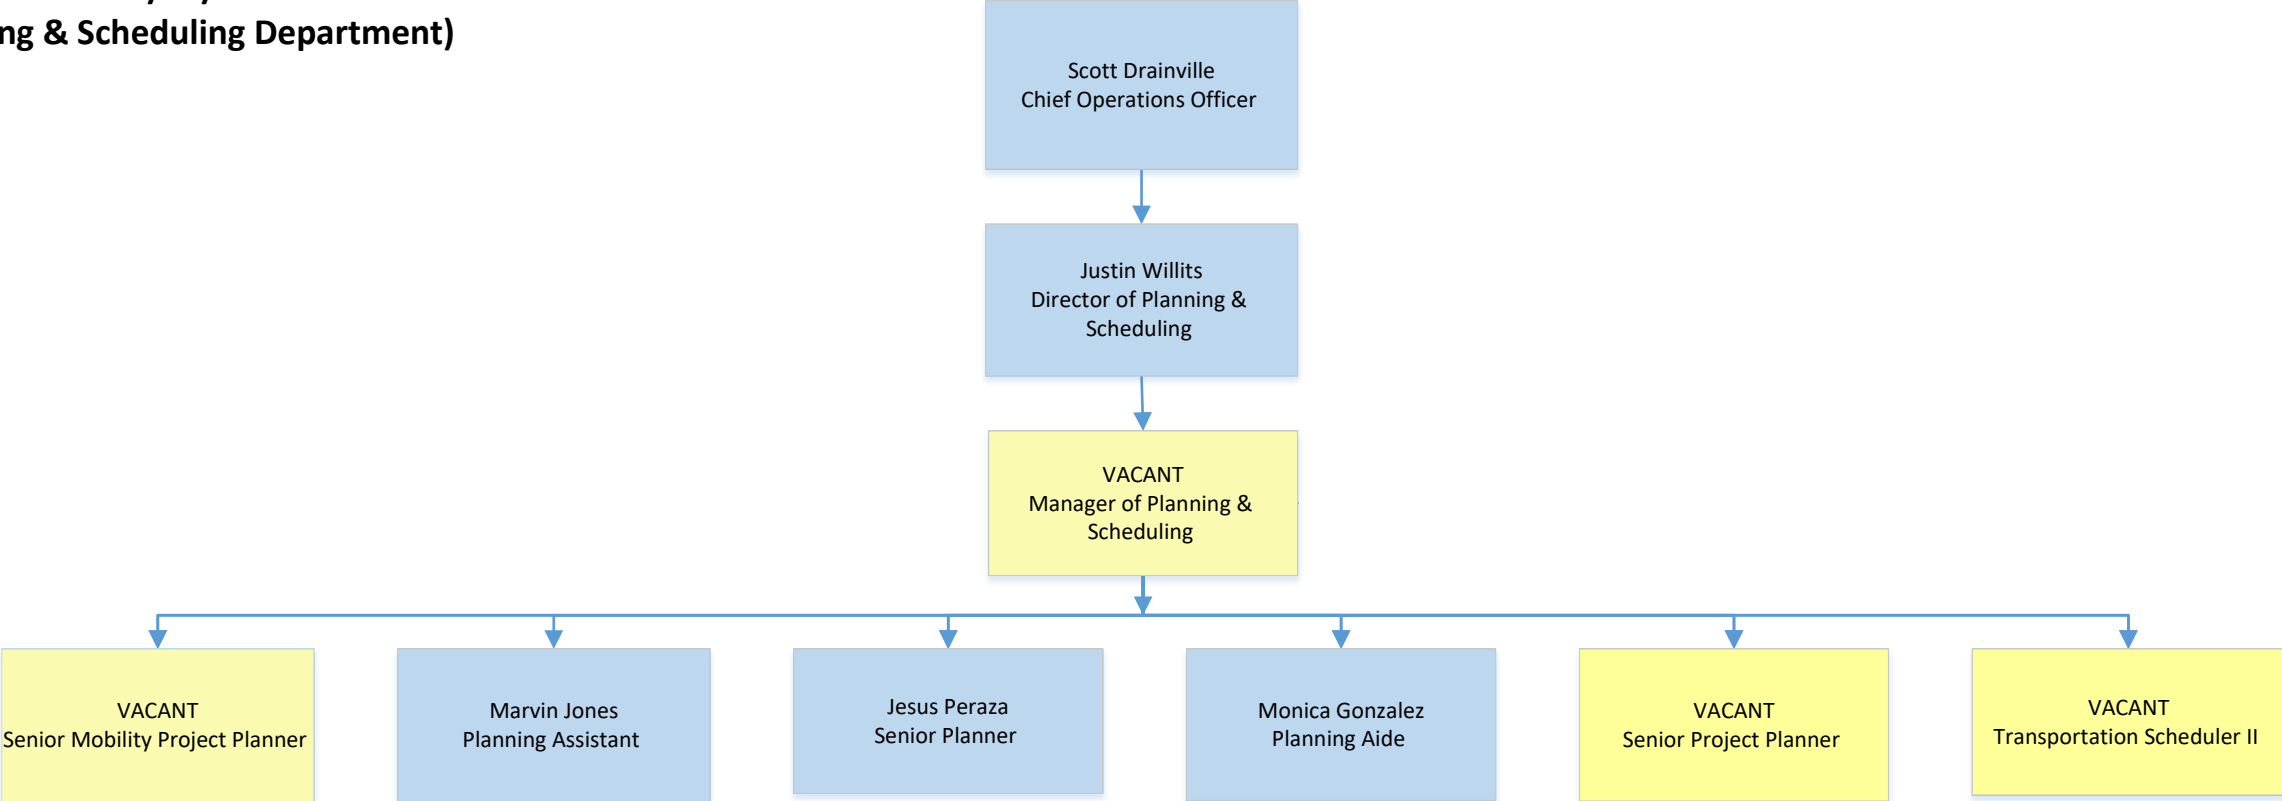 ng & Scheduling Department)
Scott Drainville
Chief Operations Officer
Justin Willits
Director of Planning &
Scheduling
VACANT
Manager of Planning &
Scheduling
VACANT
Senior Mobility Project Planner
Marvin Jones
Planning Assistant
Jesus Peraza
Senior Planner
Monica Gonzalez
Planning Aide
VACANT
Senior Project Planner
VACANT
Transportation Scheduler II